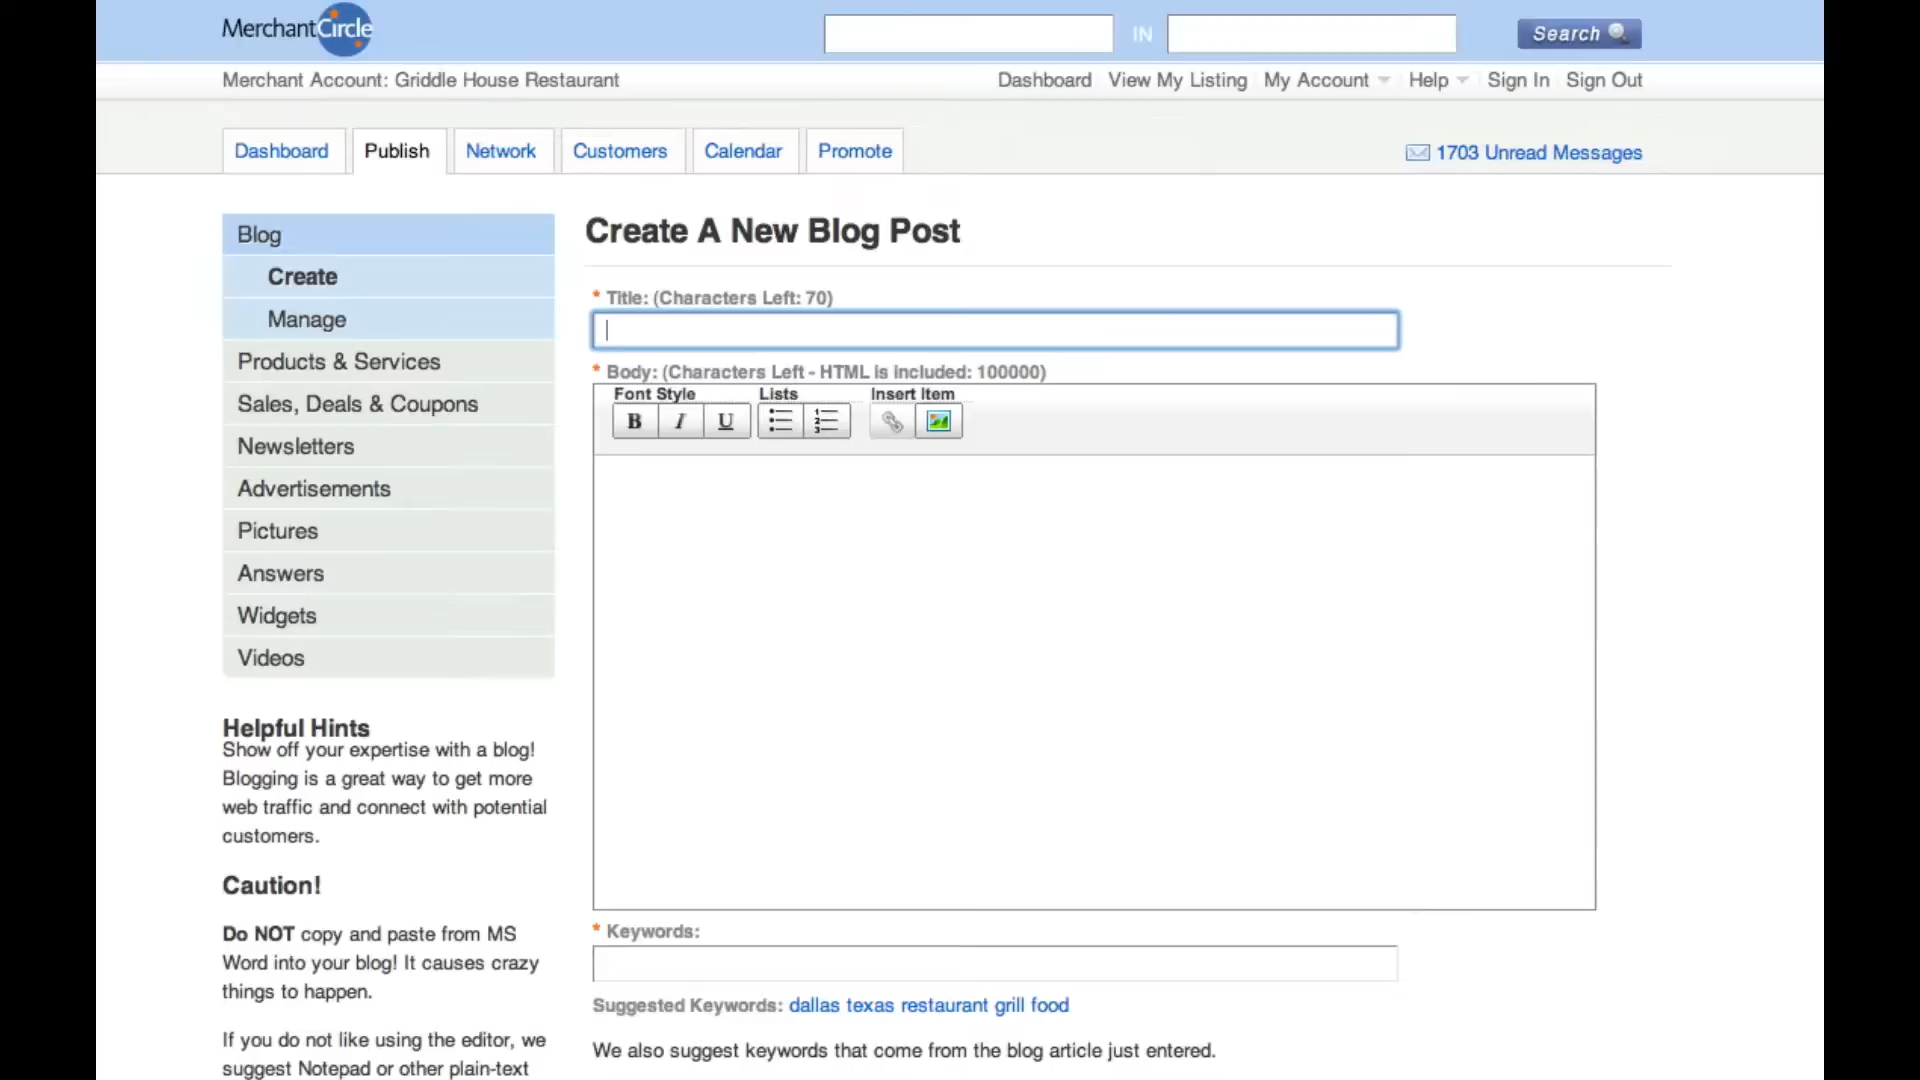 MerchantCircle
IN
Search
Merchant Account: Griddle House Restaurant
Dashboard View My Listing My Account Help Sign In Sign Out
Dashboard Publish Network Customers Calendar Promote
1703 Unread Messages
Blog
Create
Manage
Products & Services
Sales, Deals & Coupons
Newsletters
Advertisements
Pictures
Answers
Widgets
Videos
Helpful Hints
Show off your expertise with a blog!
Blogging is a great way to get more
web traffic and connect with potential
customers.
Caution!
Do NOT copy and paste from MS
Word into your blog! It causes crazy
things to happen.
If you do not like using the editor, we
suggest Notepad or other plain-text
Create A New Blog Post
* Title: (Characters Left: 70)
* Body: (Characters Left - HTML is included: 100000)
Font Style Lists Insert Item
B I U
* Keywords:
Suggested Keywords: dallas texas restaurant grill food
We also suggest keywords that come from the blog article just entered.